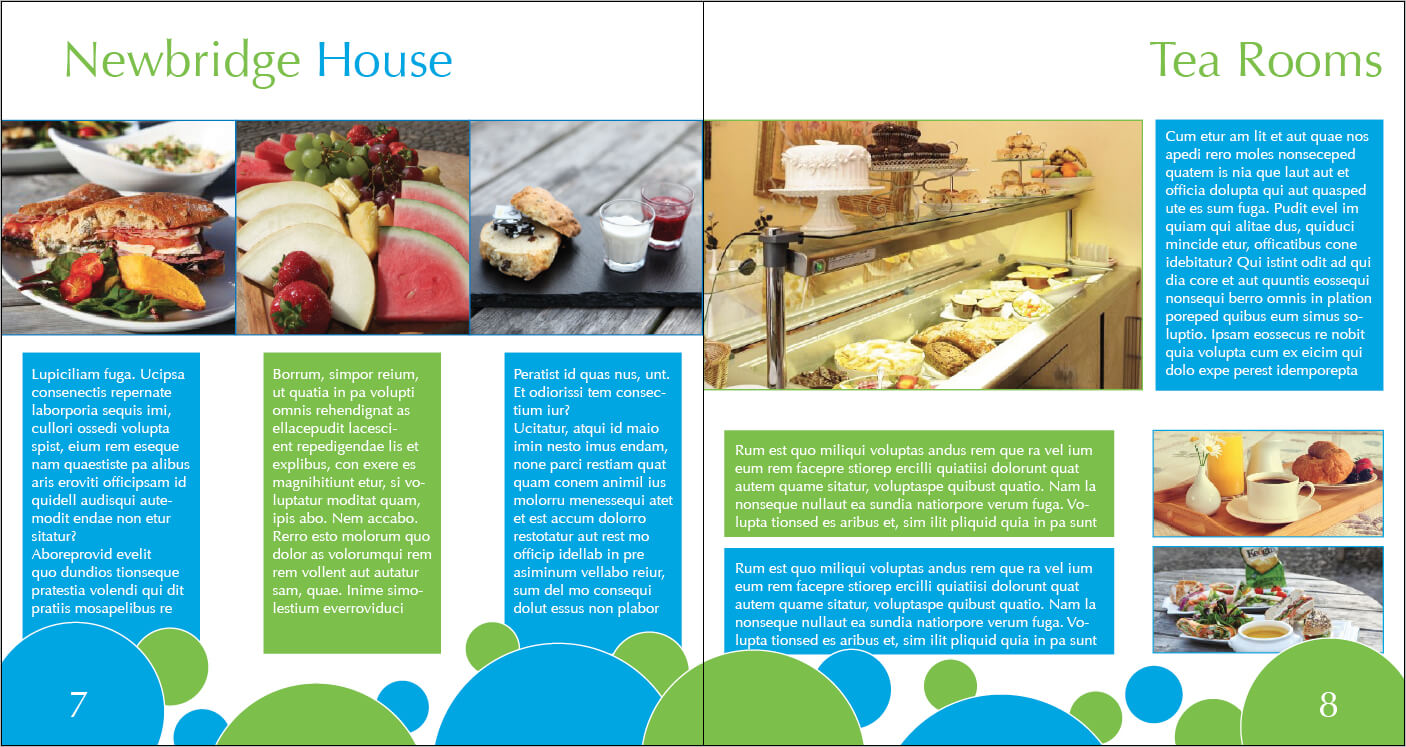 Newbridge House
Tea Rooms
Lupiciliam fuga. Ucipsa
consenectis repernate
laborporia sequis imi,
cullori ossedi volupta
spist, eium rem eseque
nam quaestiste pa alibus
aris eroviti officipsam id
quidell audisqui aute-
modit endae non etur
sitatur?
Aboreprovid evelit
quo dundios tionseque
pratestia volendi qui dit
pratiis mosapelibus re
Borrum, simpor reium,
ut quatia in pa volupti
omnis rehendignat as
ellacepudit lacesci-
ent repedigendae lis et
explibus, con exere es
magnihitiunt etur, si vo-
luptatur moditat quam,
ipis abo. Nem accabo.
Rerro esto molorum quo
dolor as volorumqui rem
rem vollent aut autatur
sam, quae. Inime simo-
lestium everroviduci
Peratist id quas nus, unt.
Et odiorissi tem consec-
tium iur?
Ucitatur, atqui id maio
imin nesto imus endam,
none parci restiam quat
quam conem animil ius
molorru menessequi atet
et est accum dolorro
restotatur aut rest mo
officip idellab in pre
asiminum vellabo reiur,
sum del mo consequi
dolut essus non plabor
7
Cum etur am lit et aut quae nos
apedi rero moles nonseceped
quatem is nia que laut aut et
officia dolupta qui aut quasped
ute es sum fuga. Pudit evel im
quiam qui alitae dus, quiduci
mincide etur, officatibus cone
idebitatur? Qui istint odit ad qui
dia core et aut quuntis eossequi
nonsequi berro omnis in plation
poreped quibus eum simus so-
luptio. Ipsam eossecus re nobit
quia volupta cum ex eicim qui
dolo expe perest idemporepta
Rum est quo miliqui voluptas andus rem que ra vel ium
eum rem facepre stiorep ercilli quiatiisi dolorunt quat
autem quame sitatur, voluptaspe quibust quatio. Nam la
nonseque nullaut ea sundia natiorpore verum fuga. Vo-
lupta tionsed es aribus et, sim ilit pliquid quia in pa sunt
Rum est quo miliqui voluptas andus rem que ra vel ium
eum rem facepre stiorep ercilli quiatiisi dolorunt quat
autem quame sitatur, voluptaspe quibust quatio. Nam la
nonseque nullaut ea sundia natiorpore verum fuga. Vo-
lupta tionsed es aribus et, sim ilit pliquid quia in pa sunt
8